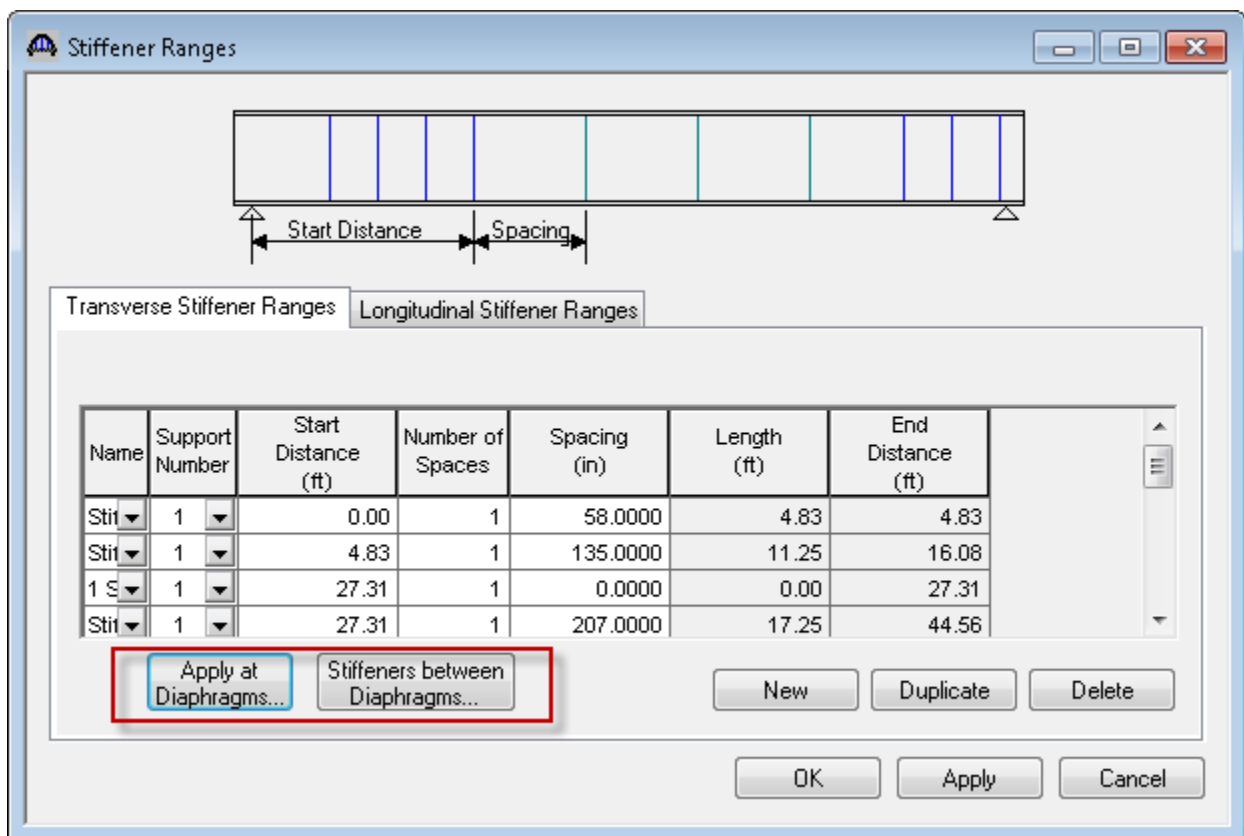 Stiffener Ranges
Start Distance Spacing
Transverse Stiffener Ranges Longitudinal Stiffener Ranges
Name Support Number Start Distance (ft) Number of Spaces Spacing (in) Length (ft) End Distance (ft)
1 0.00 1 58.0000 4.83 4.83
1 4.83 1 135.0000 11.25 16.08
1 S 1 27.31 1 0.0000 0.00 27.31
1 27.31 1 207.0000 17.25 44.56
Apply at Diaphragms... Stiffeners between Diaphragms... New Duplicate Delete
OK Apply Cancel